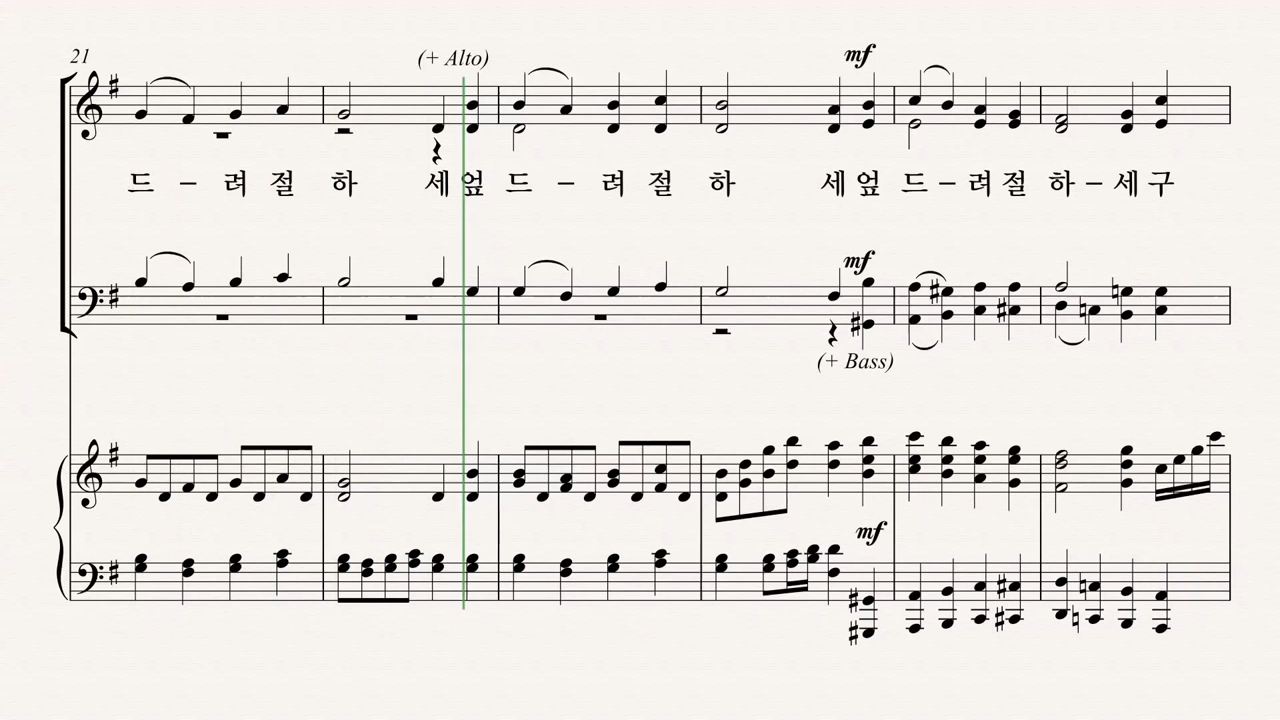 21
(+ Alto)
mf
드 – 려 절 하 세 엎 드 – 려 절 하 세 엎 드 – 려 절 하 – 세 구
mf
(+ Bass)
mf